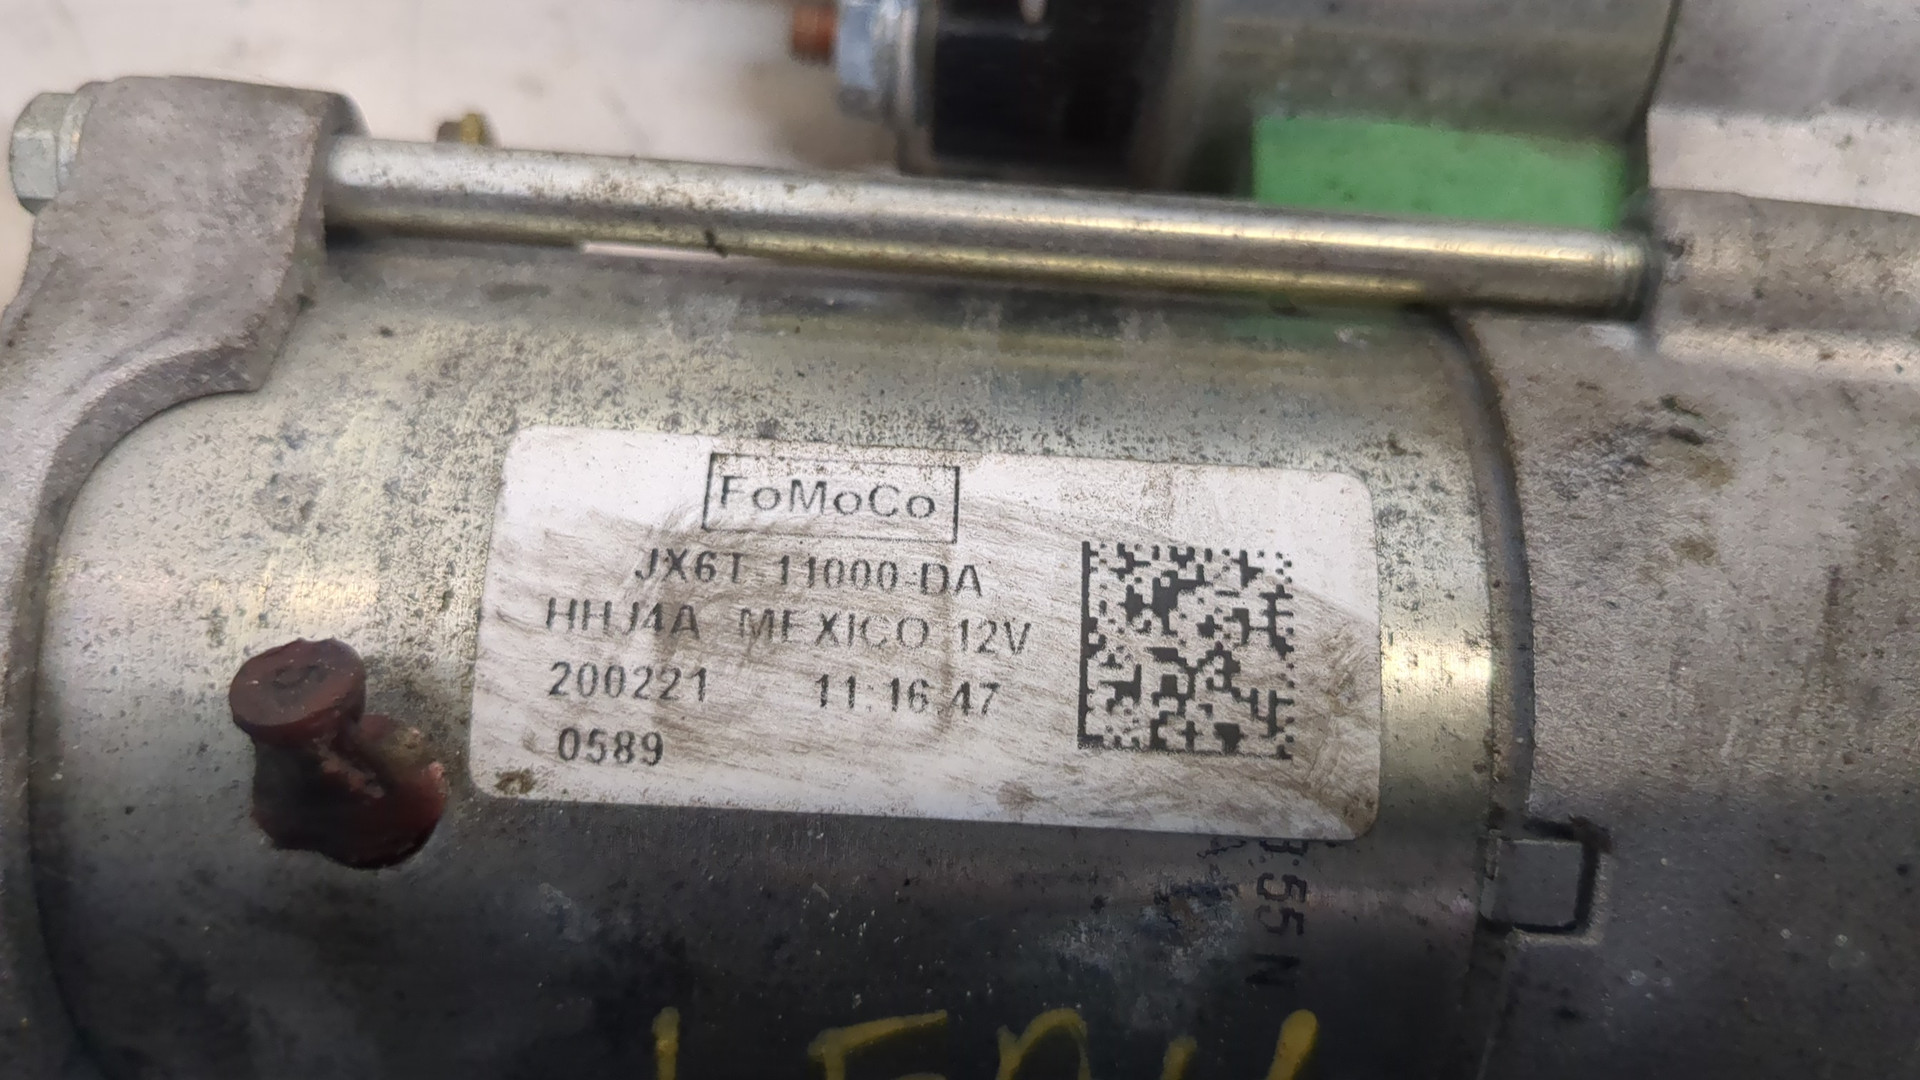 FoMoCo
JX6T-11000-DA
HHJ4A MEXICO 12V
200221 11:16:47
0589